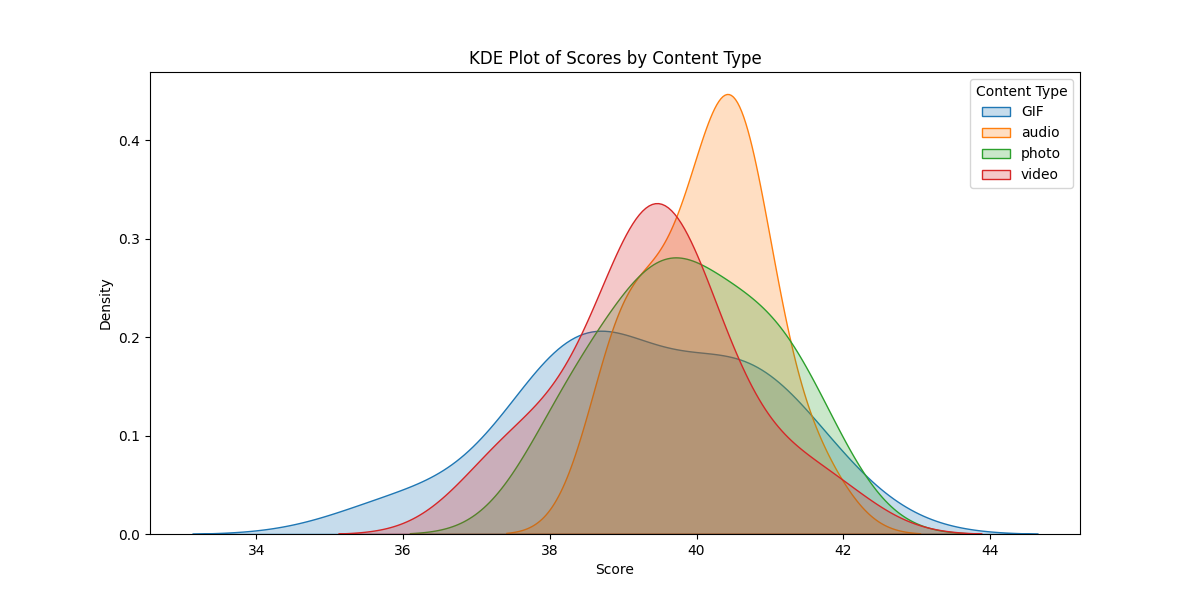 KDE Plot of Scores by Content Type
Content Type
GIF
audio
photo
video
Density
0.4
0.3
0.2
0.1
0.0
34 36 38 40 42 44
Score